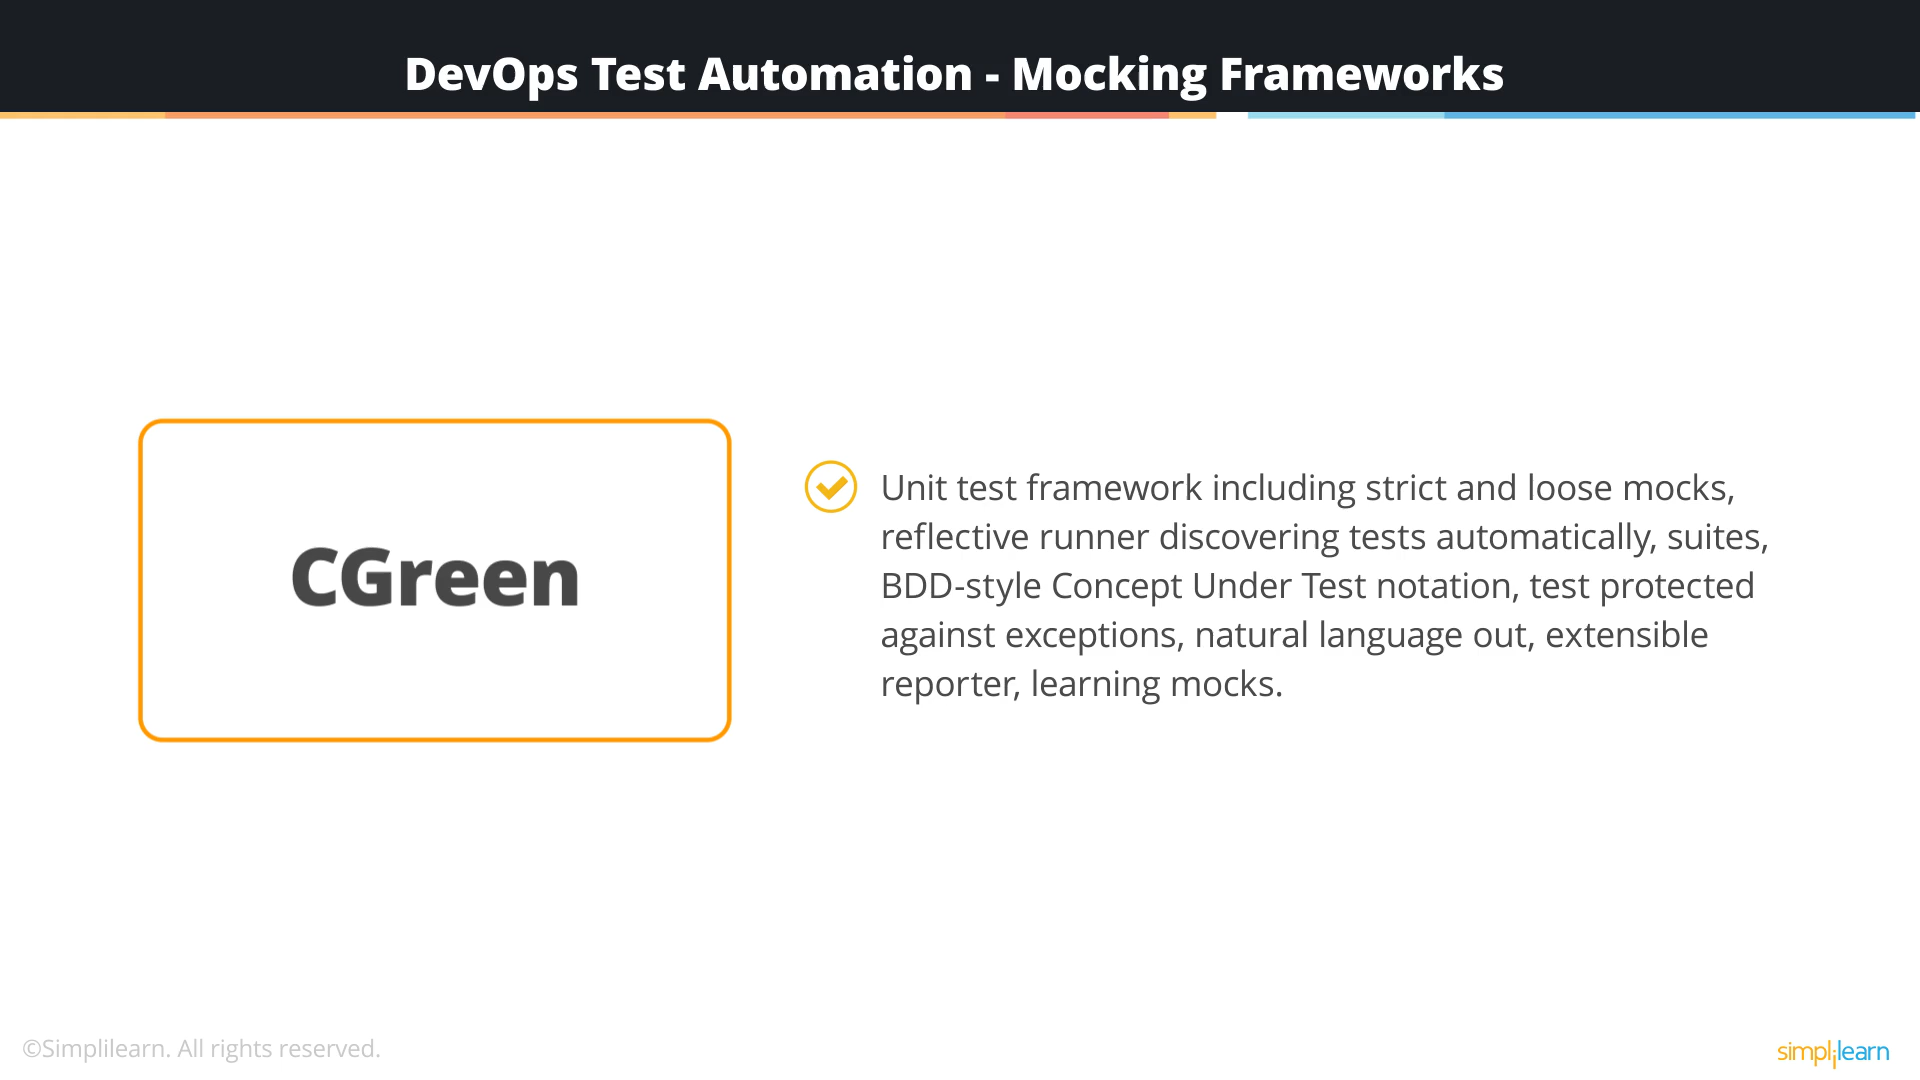 DevOps Test Automation - Mocking Frameworks
CGreen
Unit test framework including strict and loose mocks,
reflective runner discovering tests automatically, suites,
BDD-style Concept Under Test notation, test protected
against exceptions, natural language out, extensible
reporter, learning mocks.
©Simplilearn. All rights reserved.
simplilearn